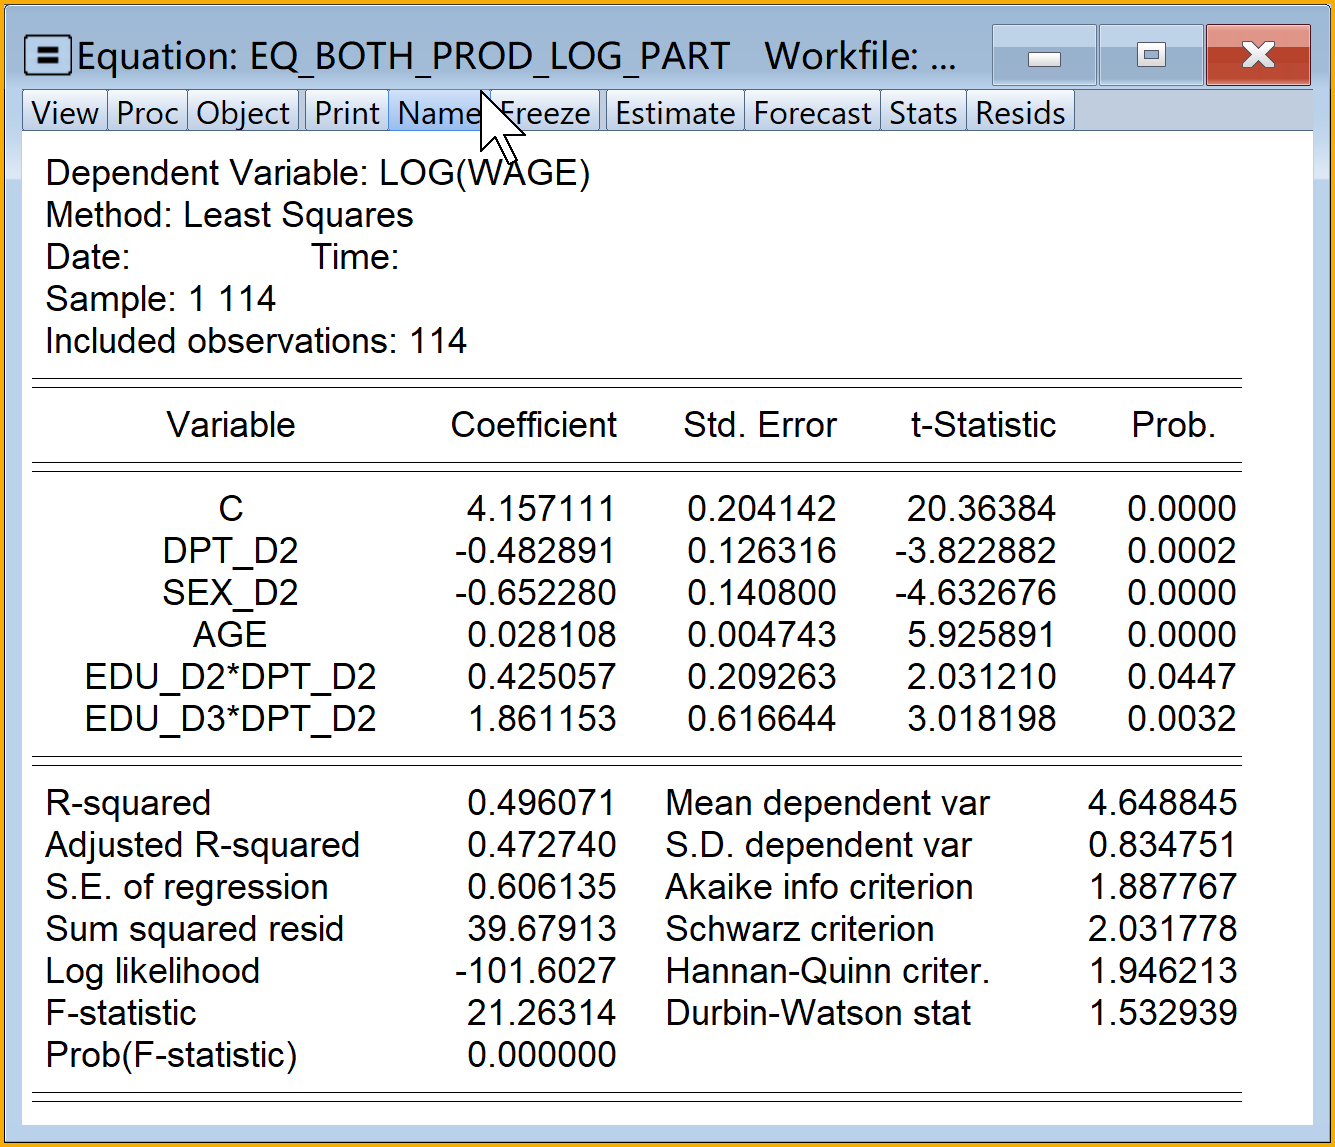 Equation: EQ_BOTH_PROD_LOG_PART Workfile: ...
View Proc Object Print Name Freeze Estimate Forecast Stats Resids
Dependent Variable: LOG(WAGE)
Method: Least Squares
Date: Time:
Sample: 1 114
Included observations: 114
Variable Coefficient Std. Error t-Statistic Prob.
C 4.157111 0.204142 20.36384 0.0000
DPT_D2 -0.482891 0.126316 -3.822882 0.0002
SEX_D2 -0.652280 0.140800 -4.632676 0.0000
AGE 0.028108 0.004743 5.925891 0.0000
EDU_D2*DPT_D2 0.425057 0.209263 2.031210 0.0447
EDU_D3*DPT_D2 1.861153 0.616644 3.018198 0.0032
R-squared 0.496071 Mean dependent var 4.648845
Adjusted R-squared 0.472740 S.D. dependent var 0.834751
S.E. of regression 0.606135 Akaike info criterion 1.887767
Sum squared resid 39.67913 Schwarz criterion 2.031778
Log likelihood -101.6027 Hannan-Quinn criter. 1.946213
F-statistic 21.26314 Durbin-Watson stat 1.532939
Prob(F-statistic) 0.000000